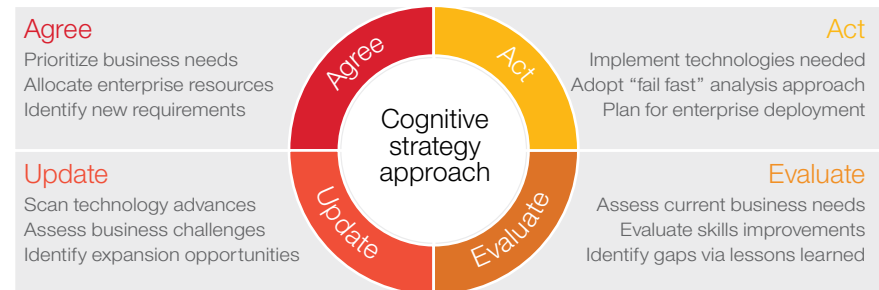 Agree
Prioritize business needs
Allocate enterprise resources
Identify new requirements
Act
Implement technologies needed
Adopt “fail fast” analysis approach
Plan for enterprise deployment
Agree
Act
Cognitive
strategy
approach
Update
Evaluate
Update
Scan technology advances
Assess business challenges
Identify expansion opportunities
Evaluate
Assess current business needs
Evaluate skills improvements
Identify gaps via lessons learned